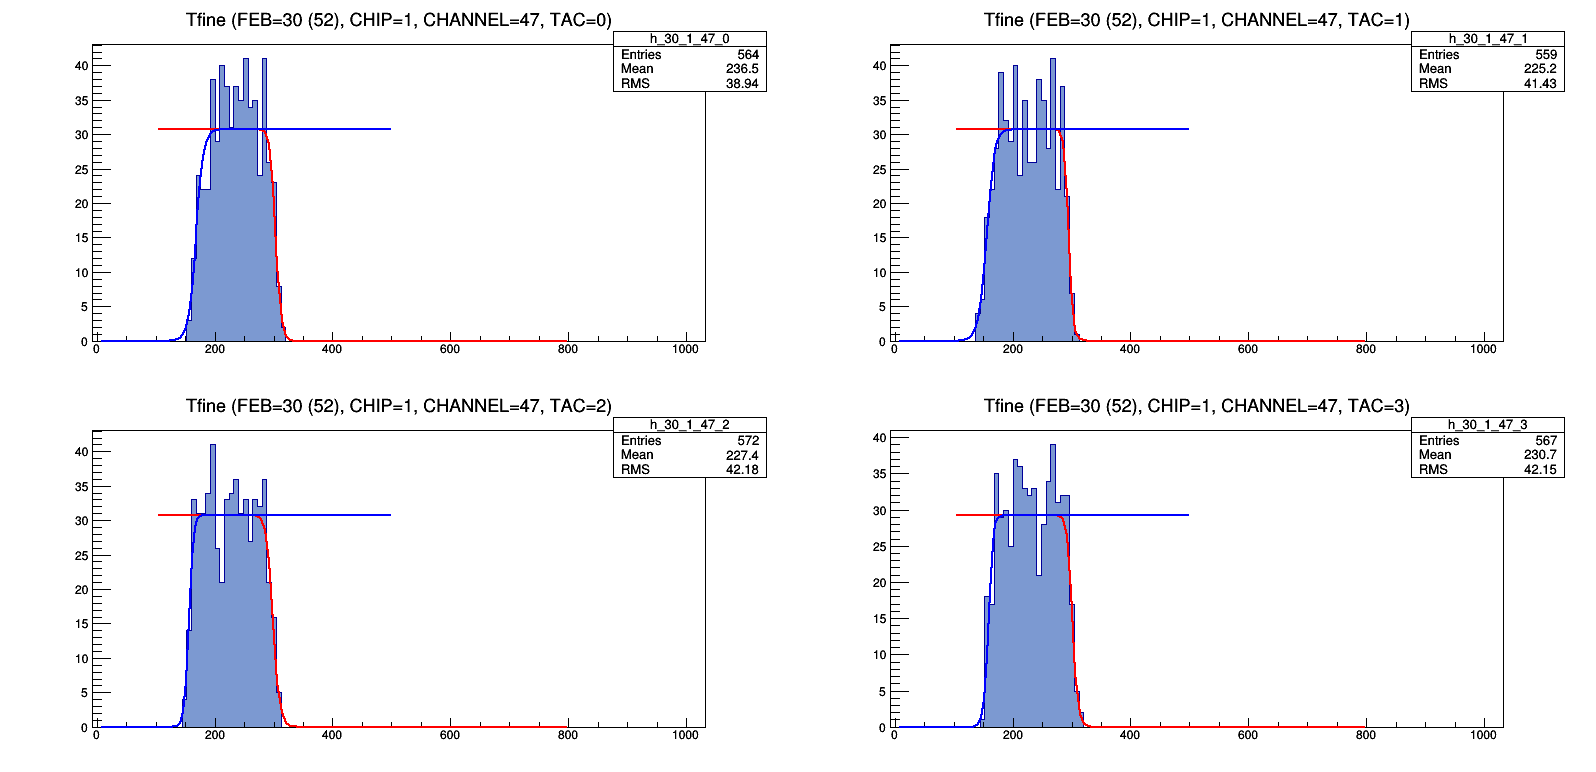 Tfine (FEB=30 (52), CHIP=1, CHANNEL=47, TAC=0)
h_30_1_47_0
Entries 564
Mean 236.5
RMS 38.94
40
35
30
25
20
15
10
5
0
0 200 400 600 800 1000
Tfine (FEB=30 (52), CHIP=1, CHANNEL=47, TAC=1)
h_30_1_47_1
Entries 559
Mean 225.2
RMS 41.43
40
35
30
25
20
15
10
5
0
0 200 400 600 800 1000
Tfine (FEB=30 (52), CHIP=1, CHANNEL=47, TAC=2)
h_30_1_47_2
Entries 572
Mean 227.4
RMS 42.18
40
35
30
25
20
15
10
5
0
0 200 400 600 800 1000
Tfine (FEB=30 (52), CHIP=1, CHANNEL=47, TAC=3)
h_30_1_47_3
Entries 567
Mean 230.7
RMS 42.15
40
35
30
25
20
15
10
5
0
0 200 400 600 800 1000